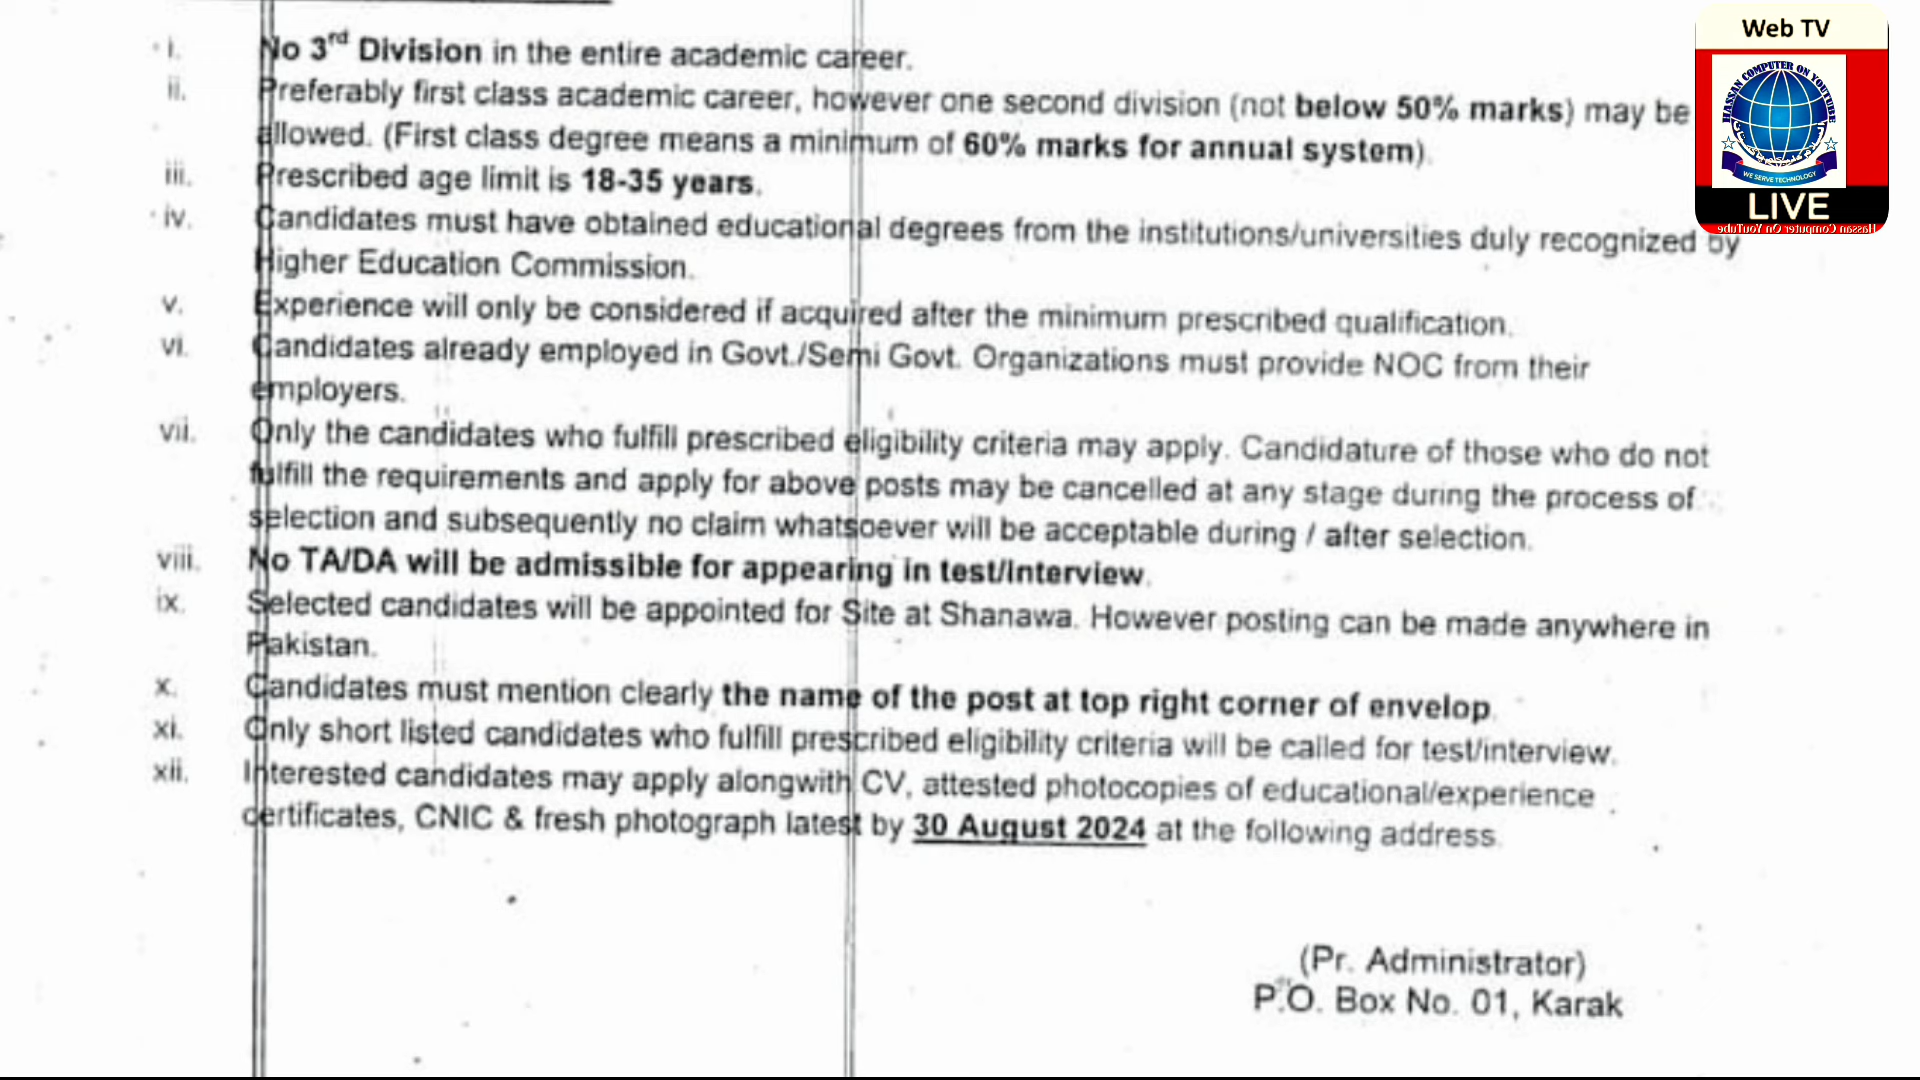 i. No 3rd Division in the entire academic career.
ii. Preferably first class academic career, however one second division (not below 50% marks) may be
allowed. (First class degree means a minimum of 60% marks for annual system).
iii. Prescribed age limit is 18-35 years.
iv. Candidates must have obtained educational degrees from the institutions/universities duly recognized by
Higher Education Commission.
v. Experience will only be considered if acquired after the minimum prescribed qualification.
vi. Candidates already employed in Govt./Semi Govt. Organizations must provide NOC from their
employers.
vii. Only the candidates who fulfill prescribed eligibility criteria may apply. Candidature of those who do not
fulfill the requirements and apply for above posts may be cancelled at any stage during the process of
selection and subsequently no claim whatsoever will be acceptable during / after selection.
viii. No TA/DA will be admissible for appearing in test/Interview.
ix. Selected candidates will be appointed for Site at Shanawa. However posting can be made anywhere in
Pakistan.
x. Candidates must mention clearly the name of the post at top right corner of envelop.
xi. Only short listed candidates who fulfill prescribed eligibility criteria will be called for test/interview.
xii. Interested candidates may apply alongwith CV, attested photocopies of educational/experience
certificates, CNIC & fresh photograph latest by 30 August 2024 at the following address.
(Pr. Administrator)
P.O. Box No. 01, Karak
Web TV
HASSAN COMPUTER ON YOUTUBE
WE SERVE TECHNOLOGY
LIVE
Hassan Computer On YouTube